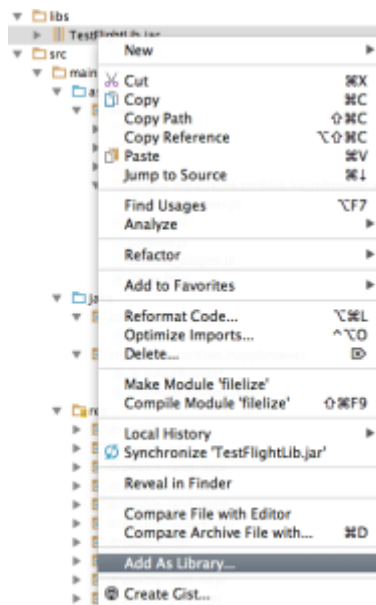 libs
TestFlightLib.jar
src
New
main
Cut ⌘X
Copy ⌘C
Copy Path ⇧⌘C
Copy Reference ⌥⇧⌘C
Paste ⌘V
Jump to Source ⌘↓
Find Usages ⌥F7
Analyze
Refactor
Add to Favorites
Reformat Code... ⌥⌘L
Optimize Imports... ^⌥O
Delete... ⌦
Make Module 'filelize'
Compile Module 'filelize' ⇧⌘F9
Local History
Synchronize 'TestFlightLib.jar'
Reveal in Finder
Compare File with Editor
Compare Archive File with... ⌘D
Add As Library...
Create Gist...